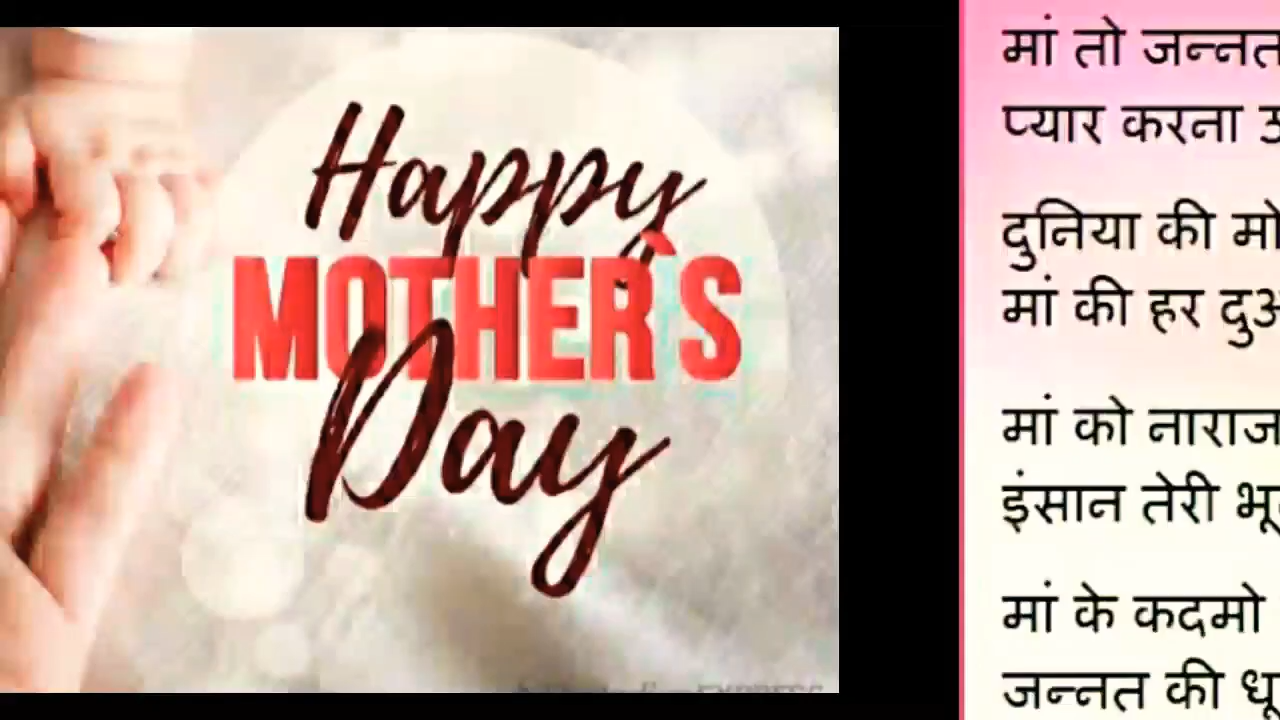 Happy
MOTHER`S
Day
मां तो जन्नत
प्यार करना
दुनिया की
मां की हर
मां को नाराज
इंसान तेरी
मां के कदमो
जन्नत की